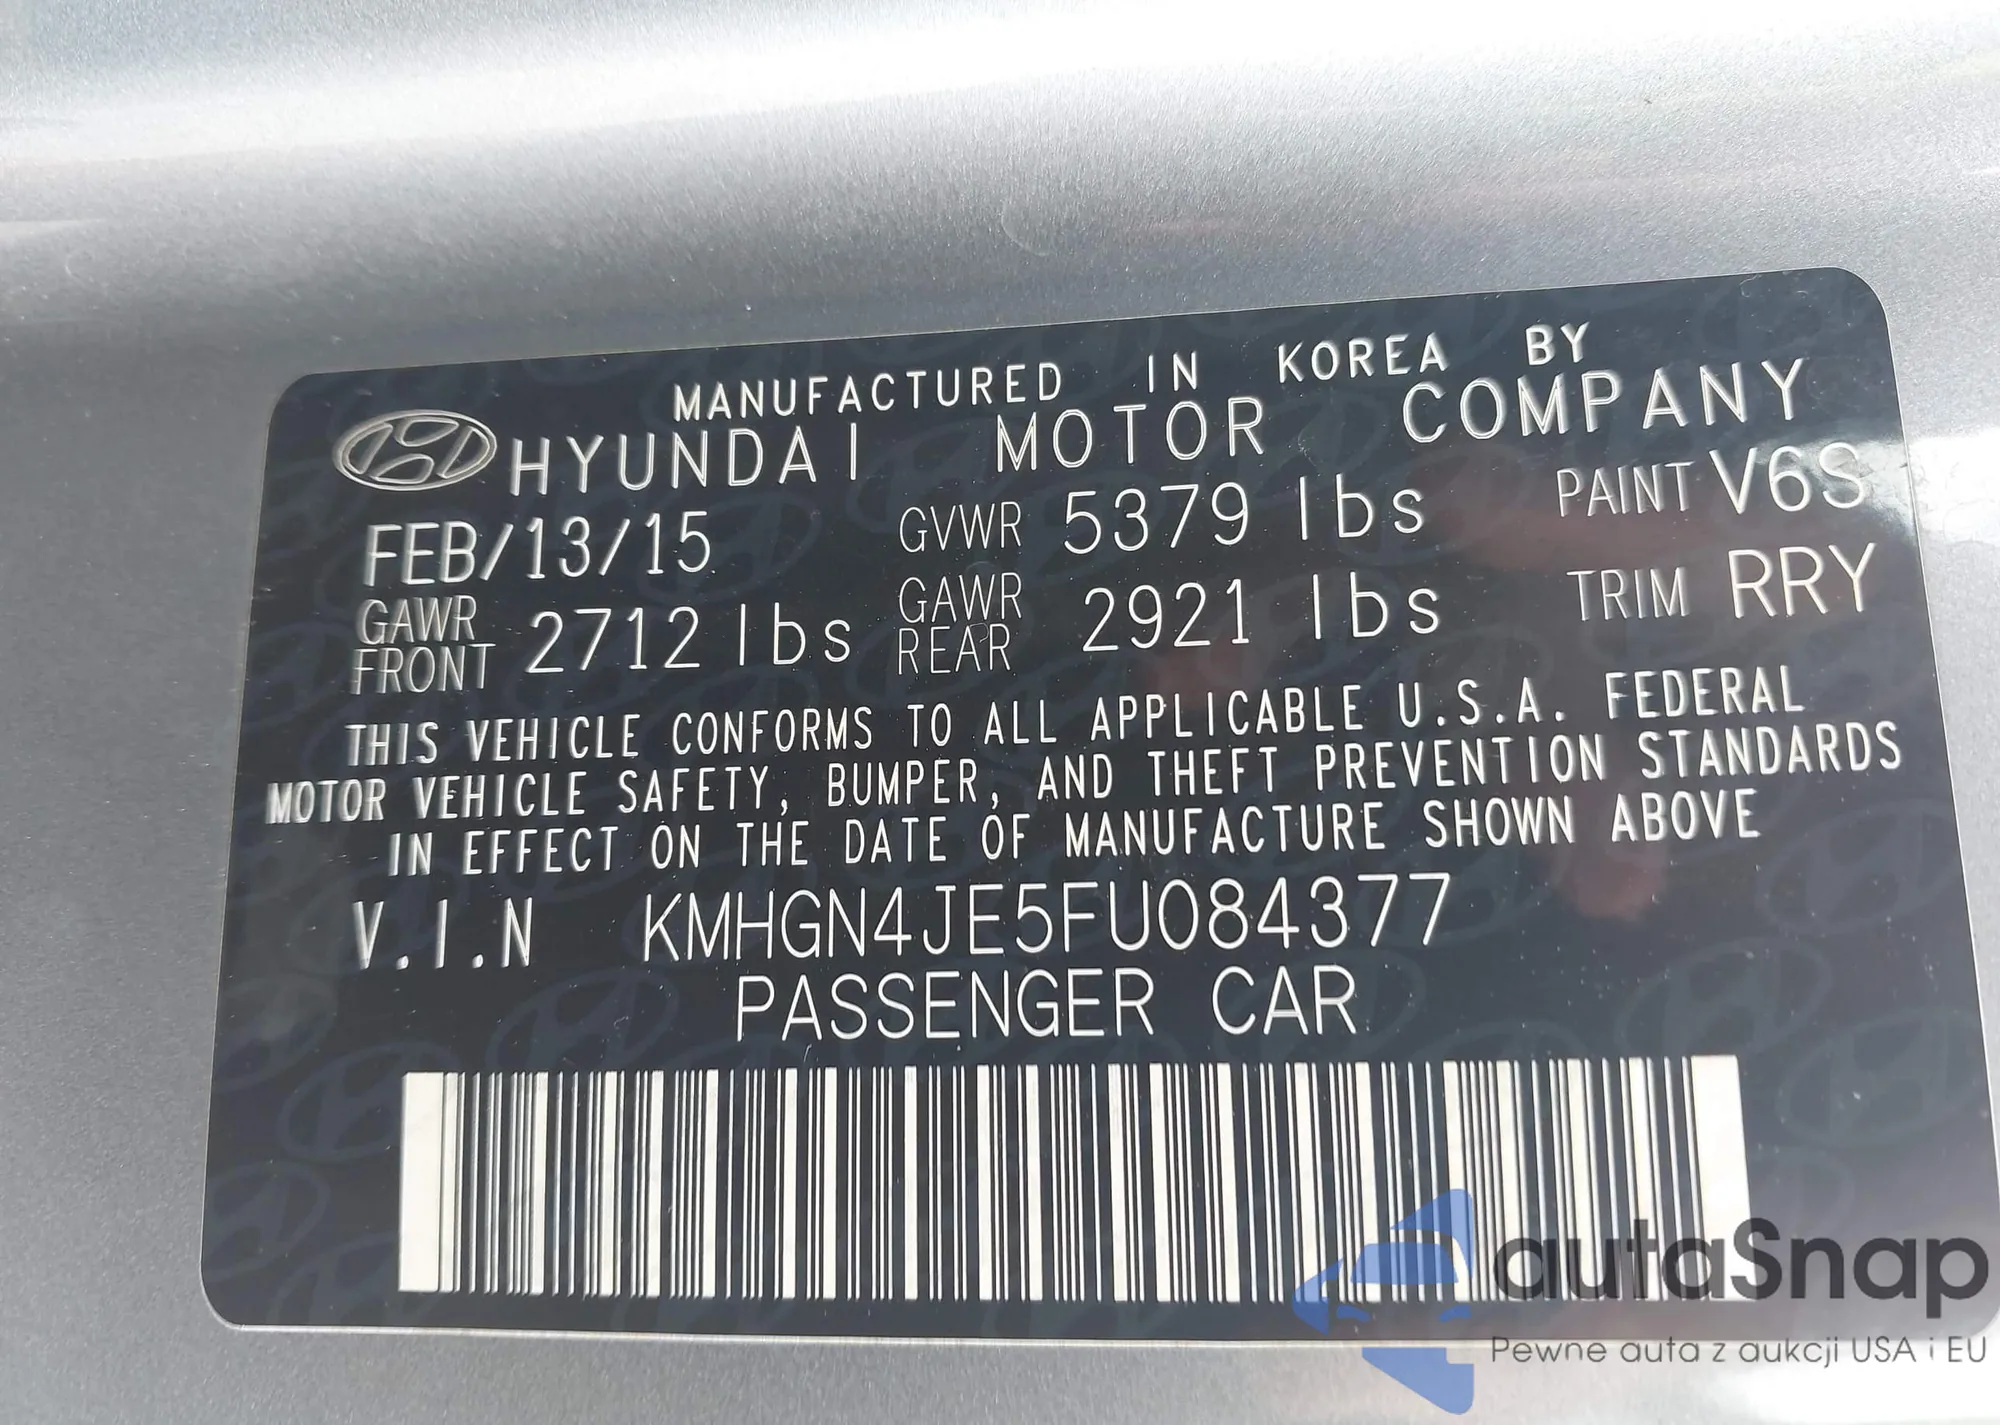 MANUFACTURED IN KOREA BY
HYUNDAI MOTOR COMPANY
FEB/13/15 GVWR 5379 lbs PAINT V6S
GAWR FRONT 2712 lbs GAWR REAR 2921 lbs TRIM RRY
THIS VEHICLE CONFORMS TO ALL APPLICABLE U.S.A. FEDERAL
MOTOR VEHICLE SAFETY, BUMPER, AND THEFT PREVENTION STANDARDS
IN EFFECT ON THE DATE OF MANUFACTURE SHOWN ABOVE
V.I.N KMHGN4JE5FU084377
PASSENGER CAR
autaSnap
Pewne auta z aukcji USA i EU